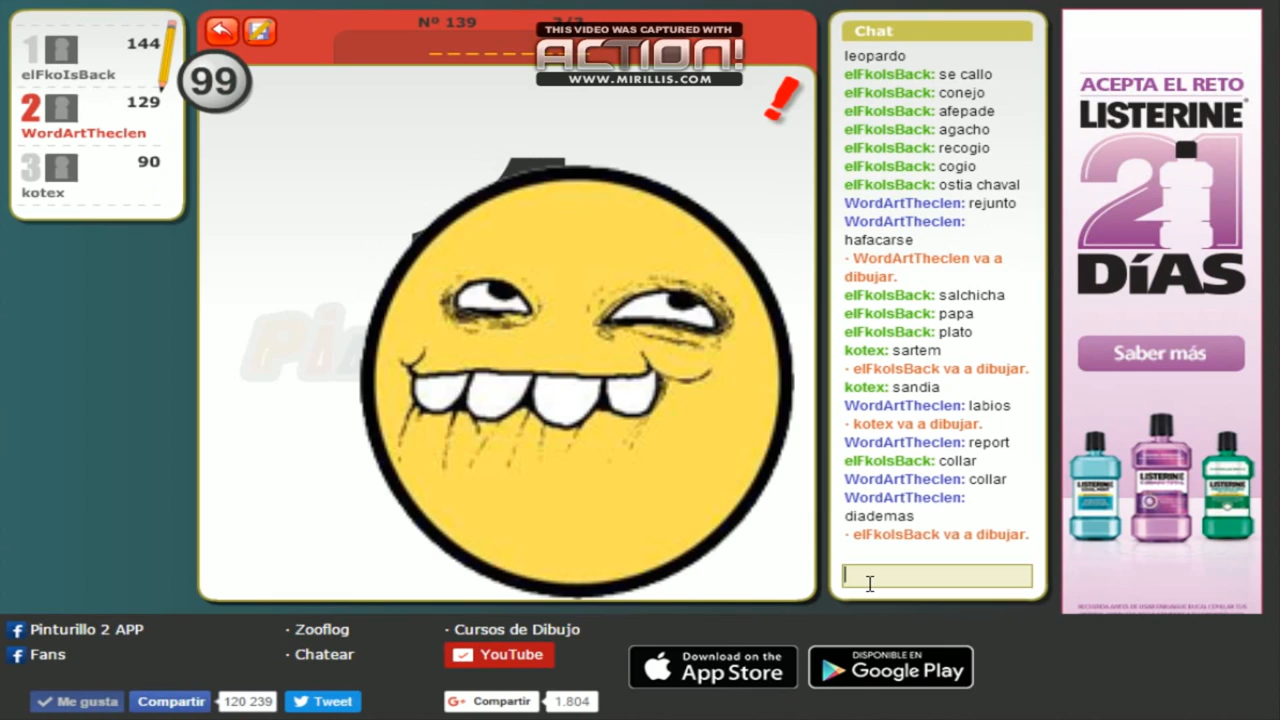 1 144
elFkoIsBack
2 129
WordArtTheclen
3 90
kotex
99
Nº 139
THIS VIDEO WAS CAPTURED WITH
ACTION!
WWW.MIRILLIS.COM
Chat
leopardo
elFkoIsBack: se callo
elFkoIsBack: conejo
elFkoIsBack: afepade
elFkoIsBack: agacho
elFkoIsBack: recogio
elFkoIsBack: cogio
elFkoIsBack: ostia chaval
WordArtTheclen: rejunto
WordArtTheclen:
hafacarse
· WordArtTheclen va a
dibujar.
elFkoIsBack: salchicha
elFkoIsBack: papa
elFkoIsBack: plato
kotex: sartem
· elFkoIsBack va a dibujar.
kotex: sandia
WordArtTheclen: labios
· kotex va a dibujar.
WordArtTheclen: report
elFkoIsBack: collar
WordArtTheclen: collar
WordArtTheclen:
diademas
· elFkoIsBack va a dibujar.
ACEPTA EL RETO
LISTERINE
21
DÍAS
Saber más
LISTERINE
LISTERINE
LISTERINE
Pinturillo 2 APP
Fans
· Zooflog
· Chatear
· Cursos de Dibujo
YouTube
Download on the
App Store
DISPONIBLE EN
Google Play
Me gusta
Compartir
120 239
Tweet
G+ Compartir
1.804